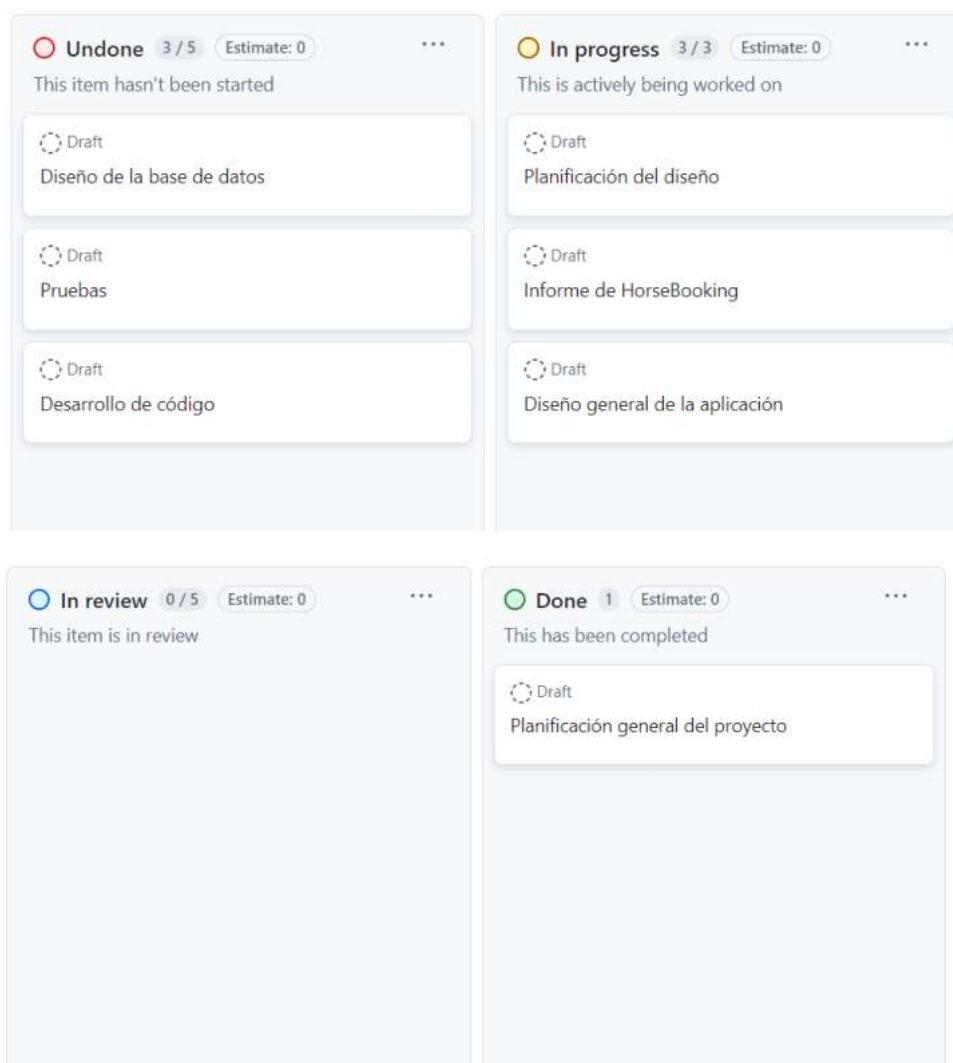 Undone 3 / 5 Estimate: 0 ...
This item hasn't been started
Draft
Diseño de la base de datos
Draft
Pruebas
Draft
Desarrollo de código
In progress 3 / 3 Estimate: 0 ...
This is actively being worked on
Draft
Planificación del diseño
Draft
Informe de HorseBooking
Draft
Diseño general de la aplicación
In review 0 / 5 Estimate: 0 ...
This item is in review
Done 1 Estimate: 0 ...
This has been completed
Draft
Planificación general del proyecto